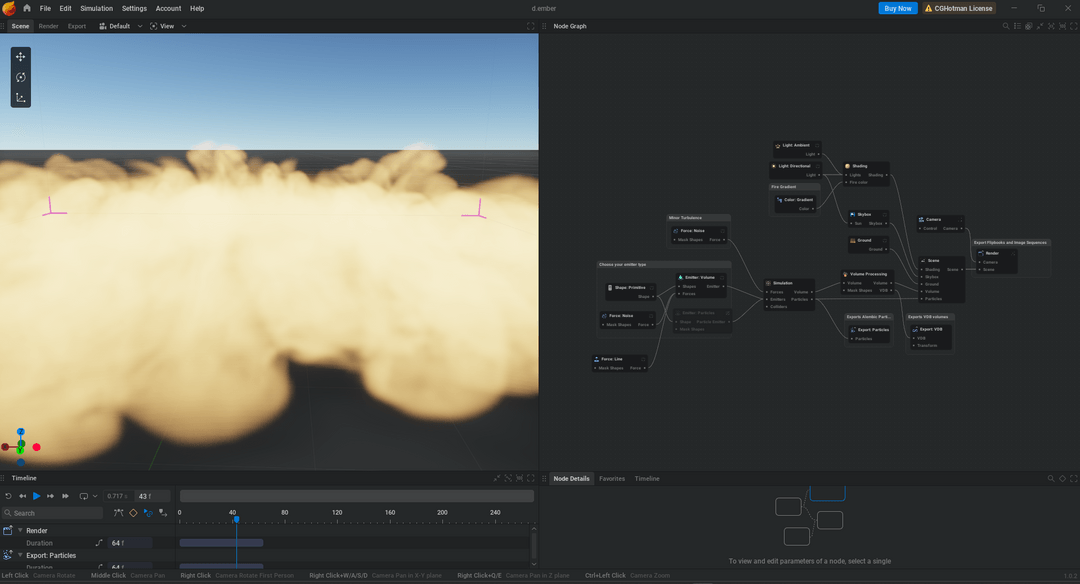 File Edit Simulation Settings Account Help
d.ember
Buy Now CGHotman License
Scene Render Export Default View
Node Graph
Light Ambient
Light
Light Directional
Light
Shading
Lights Shading
Fire color
Fire Gradient
Color: Gradient
Color
Skybox
Sun Skybox
Ground
Ground
Camera
Control Camera
Export Flipbooks and Image Sequences
Render
Camera
Scene
Minor Turbulence
Force: Noise
Mask Shapes Force
Choose your emitter type
Shape: Primitive
Shape
Emitter: Volume
Shapes Emitter
Forces
Force: Noise
Mask Shapes Force
Emitter: Particles
Shape Particle Emitter
Mask Shapes
Force: Line
Mask Shapes Force
Simulation
Forces Volume
Emitters Particles
Colliders
Volume Processing
Volume Volume
Mask Shapes VDB
Scene
Shading Scene
Skybox
Ground
Volume
Particles
Exports Alembic Part...
Export: Particles
Particles
Exports VDB volumes
Export: VDB
VDB
Transform
Z
Y
Timeline
0.717 s 43 f
Search
0 40 80 120 160 200 240
Render
Duration 64 f
Export: Particles
Duration 64 f
Node Details Favorites Timeline
To view and edit parameters of a node, select a single
Left Click Camera Rotate Middle Click Camera Pan Right Click Camera Rotate First Person Right Click+W/A/S/D Camera Pan in X-Y plane Right Click+Q/E Camera Pan in Z plane Ctrl+Left Click Camera Zoom